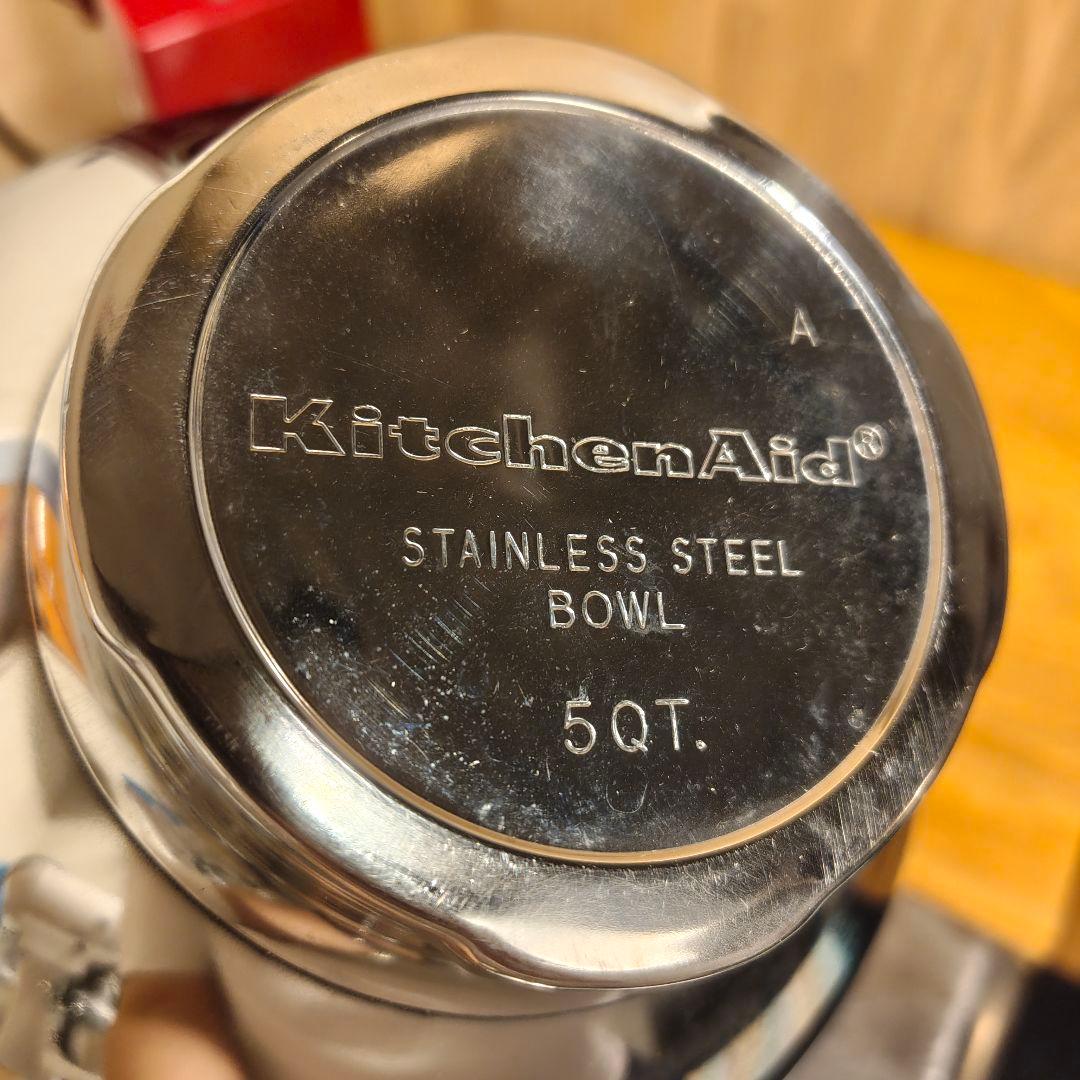 A
KitchenAid®
STAINLESS STEEL
BOWL
5QT.